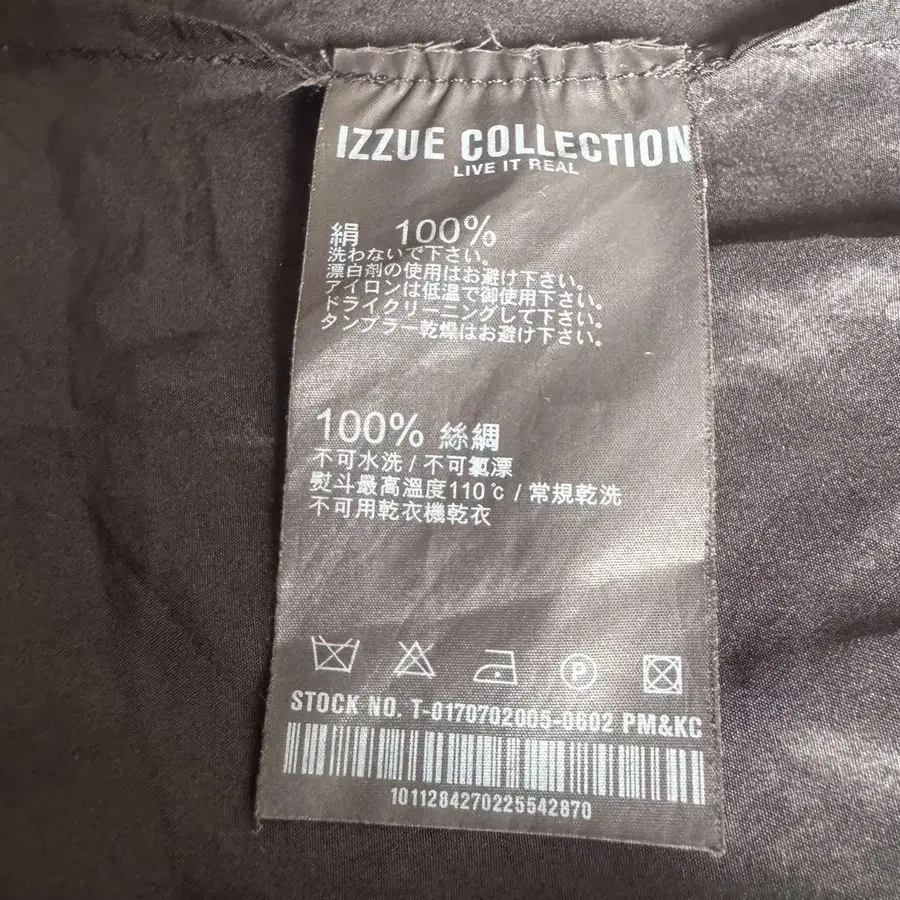 IZZUE COLLECTION
LIVE IT REAL
絹 100%
洗わないで下さい。
漂白剤の使用はお避け下さい。
アイロンは低温で御使用下さい。
ドライクリーニングして下さい。
タンブラー乾燥はお避け下さい。
100% 絲綢
不可水洗 / 不可氯漂
熨斗最高溫度110℃ / 常規乾洗
不可用乾衣機乾衣
P
STOCK NO. T-0170702005-0602 PM&KC
1011284270225542870